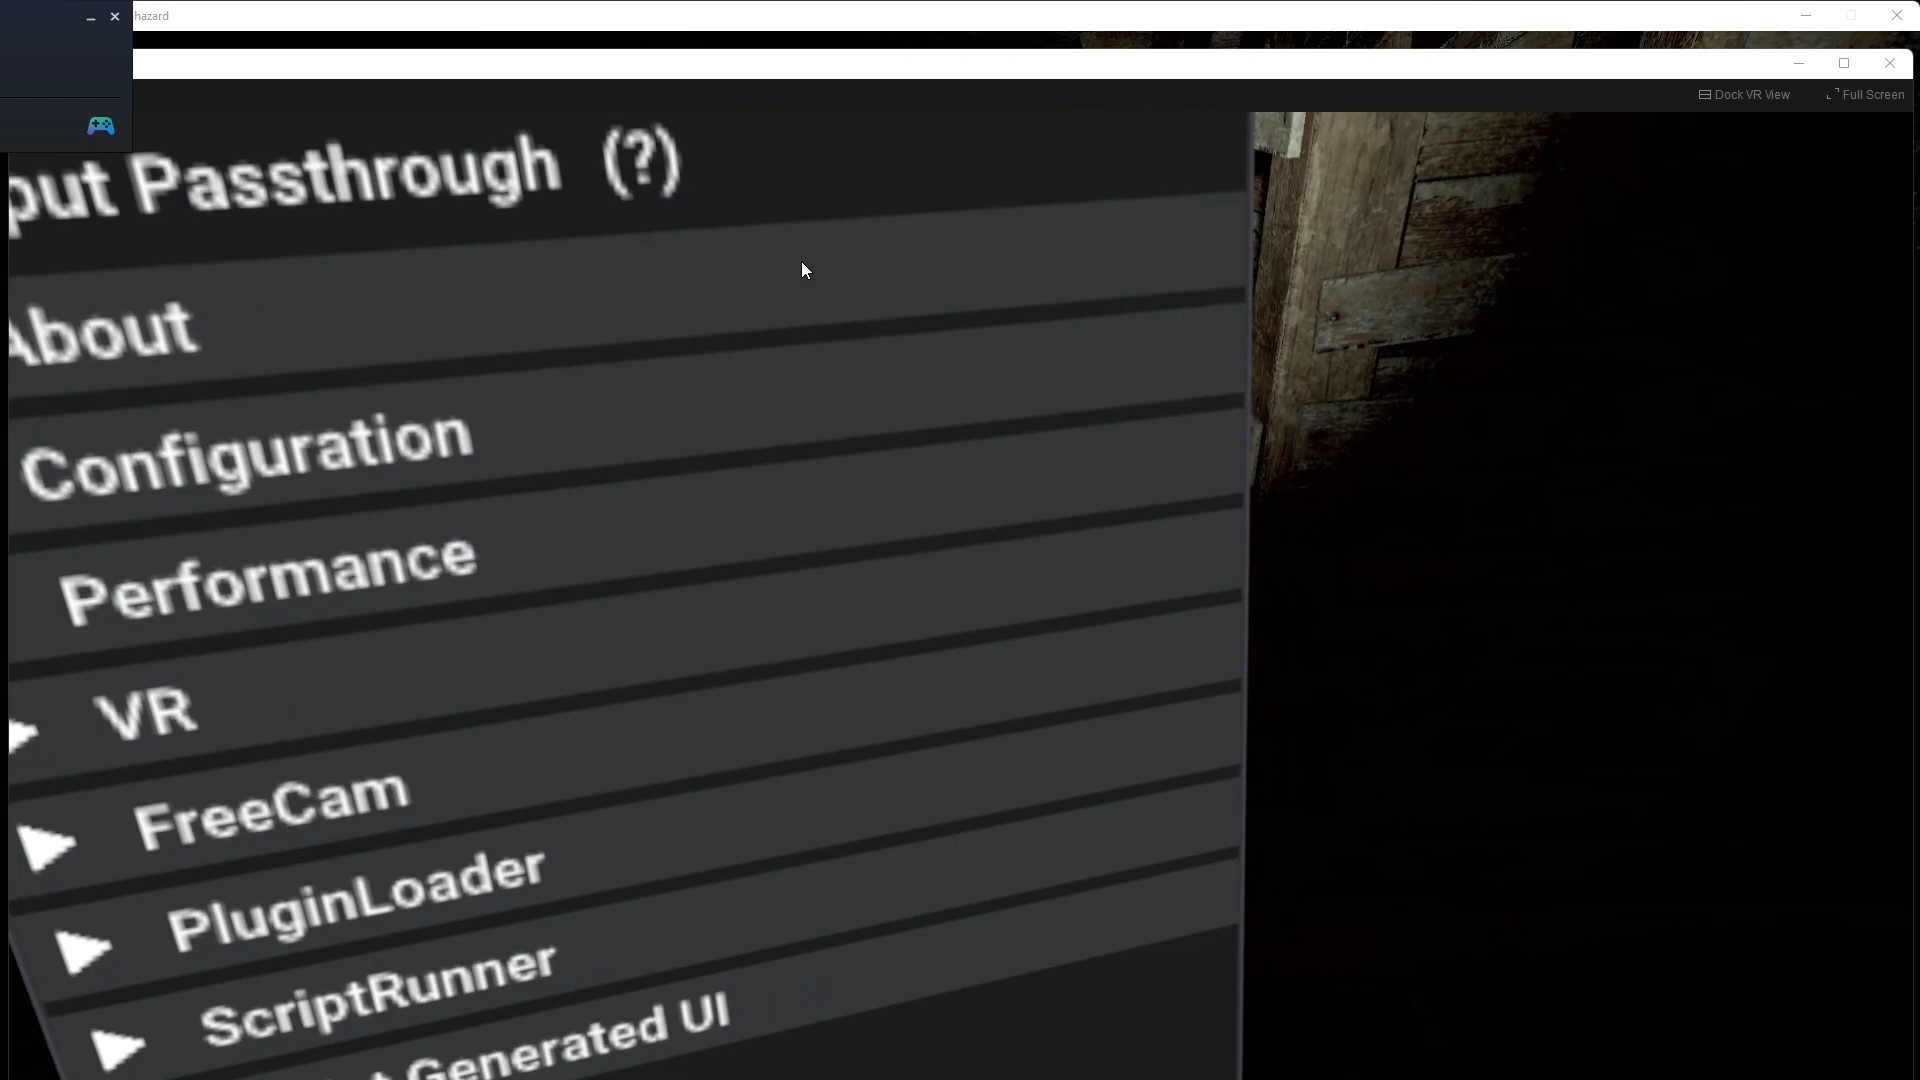 hazard
Dock VR View
Full Screen
Passthrough (?)
About
Configuration
Performance
VR
FreeCam
PluginLoader
ScriptRunner
Generated UI